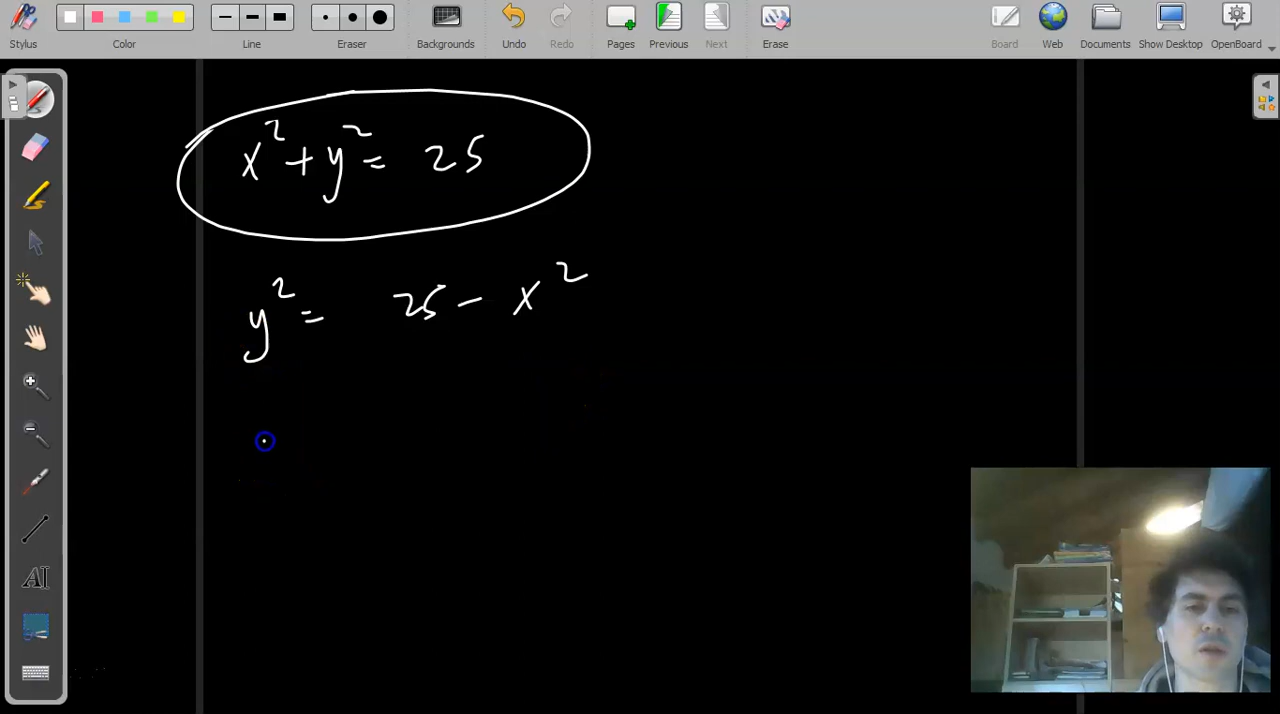 Stylus Color Line Eraser Backgrounds Undo Redo Pages Previous Next Erase Board Web Documents Show Desktop OpenBoard
x² + y² = 25
y² = 25 - x²
AI